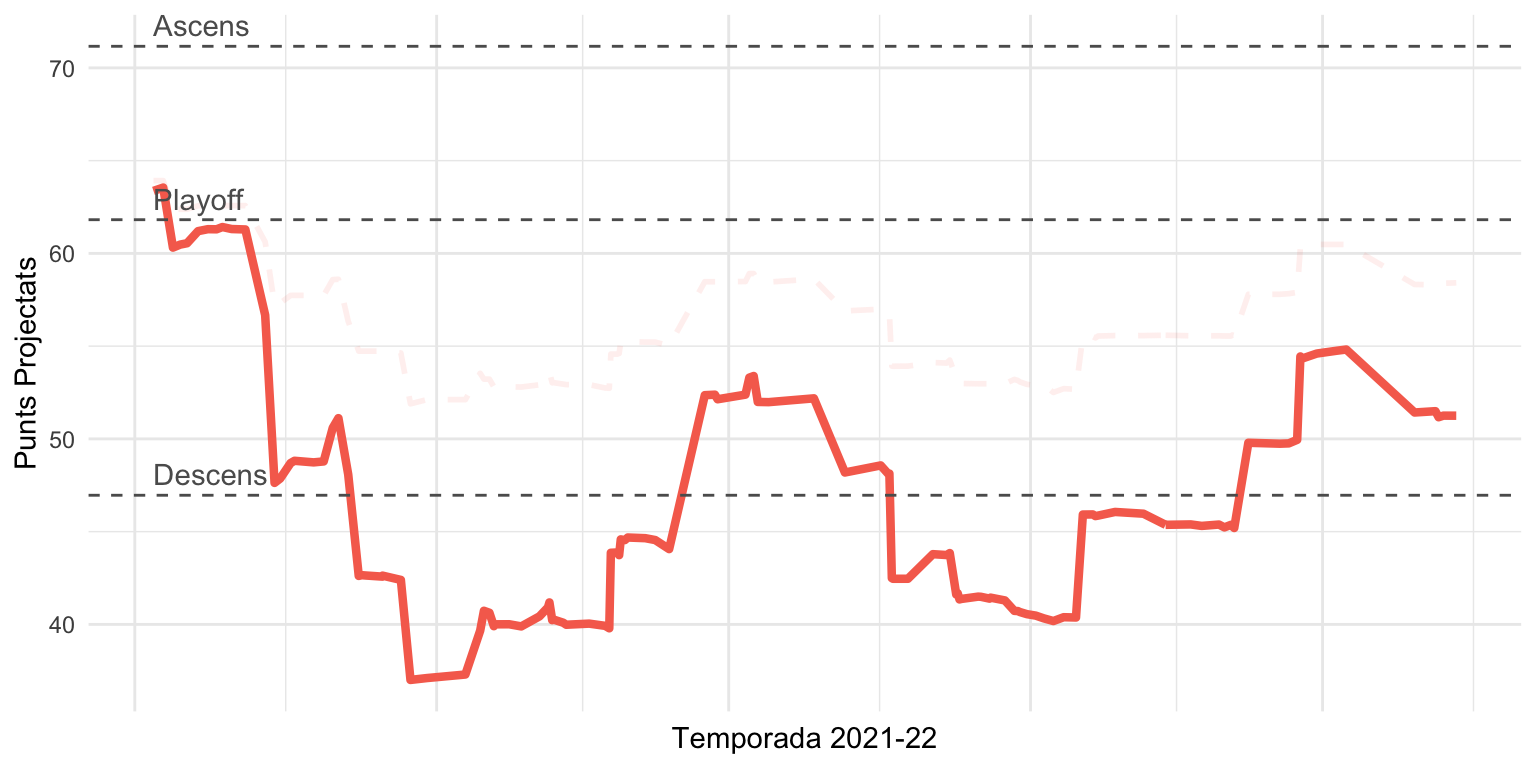 Ascens
70
Playoff
60
Punts Projectats
50
Descens
40
Temporada 2021-22